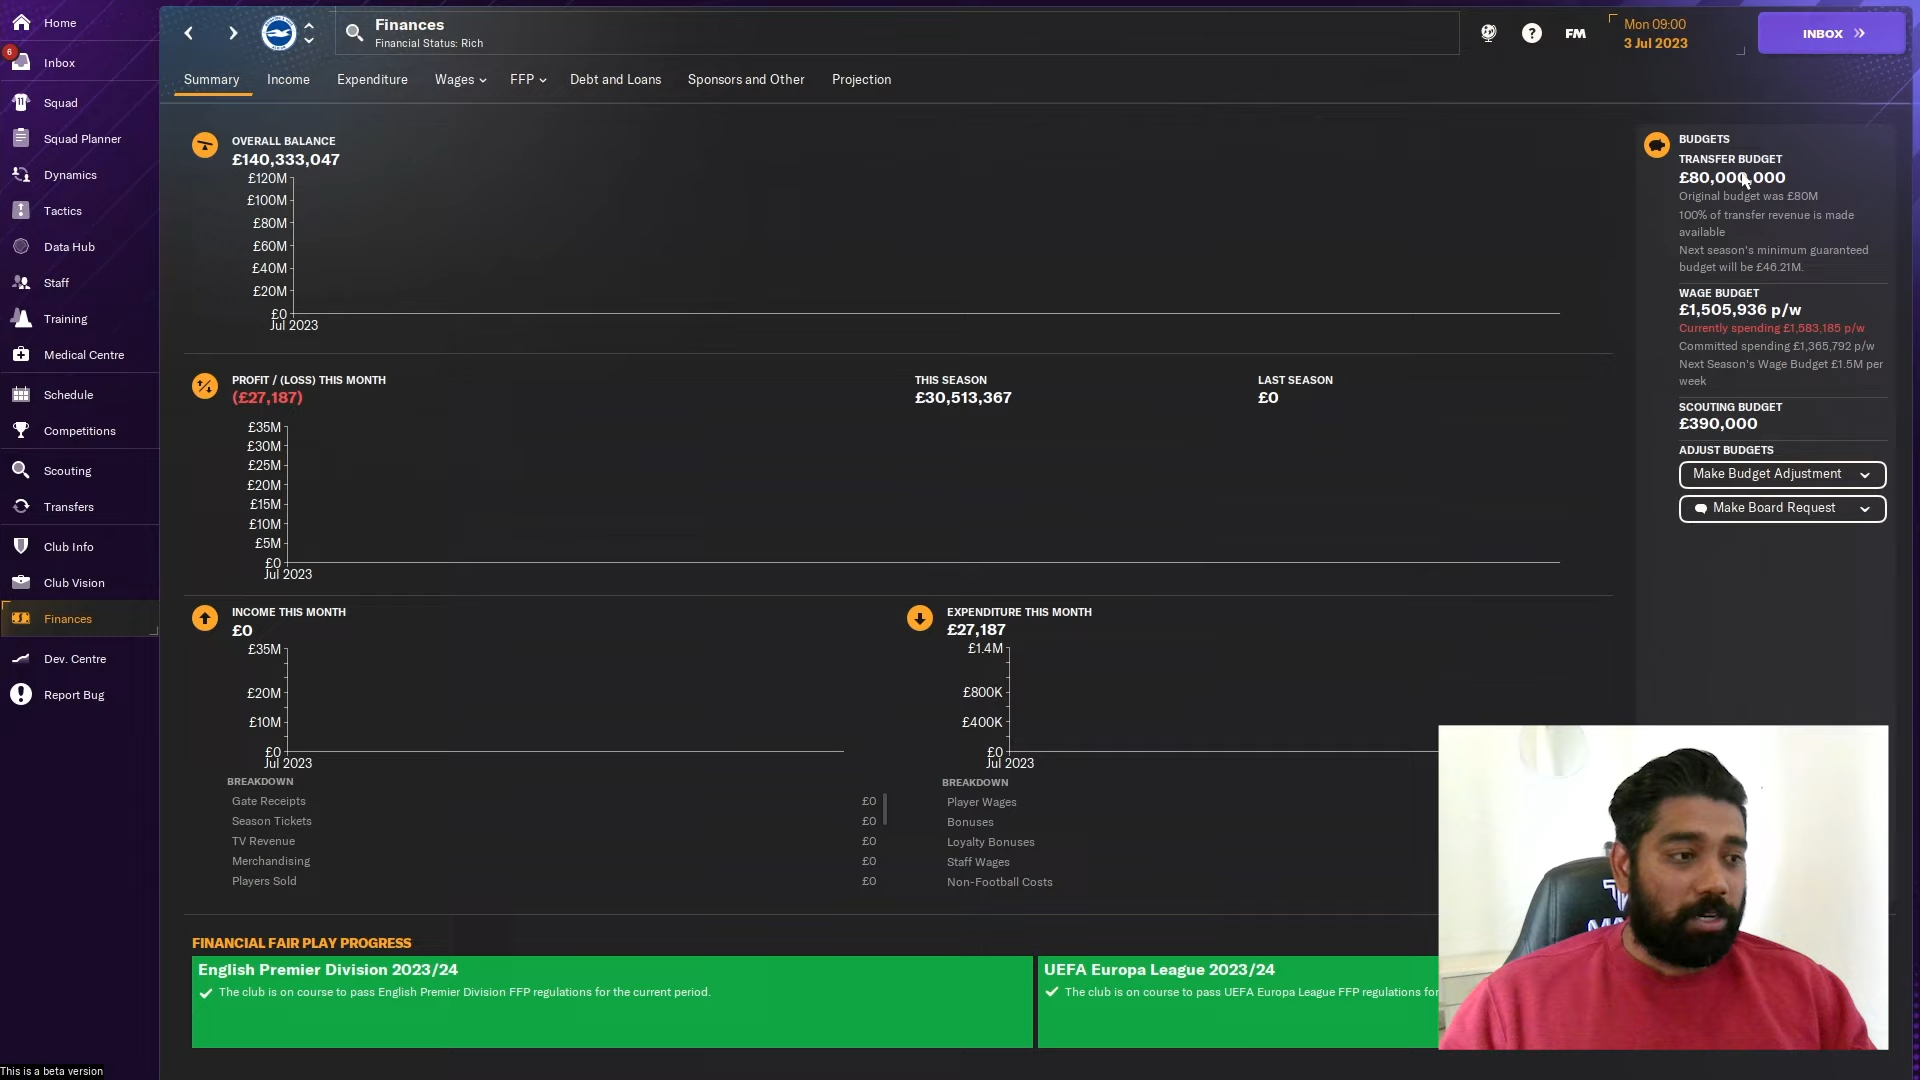 Home
6
Inbox
Squad
Squad Planner
Dynamics
Tactics
Data Hub
Staff
Training
Medical Centre
Schedule
Competitions
Scouting
Transfers
Club Info
Club Vision
Finances
Dev. Centre
Report Bug
This is a beta version
Finances
Financial Status: Rich
FM
Mon 09:00
3 Jul 2023
INBOX
Summary
Income
Expenditure
Wages
FFP
Debt and Loans
Sponsors and Other
Projection
OVERALL BALANCE
£140,333,047
£120M
£100M
£80M
£60M
£40M
£20M
£0
Jul 2023
PROFIT / (LOSS) THIS MONTH
(£27,187)
THIS SEASON
£30,513,367
LAST SEASON
£0
£35M
£30M
£25M
£20M
£15M
£10M
£5M
£0
Jul 2023
INCOME THIS MONTH
£0
£35M
£20M
£10M
£0
Jul 2023
BREAKDOWN
Gate Receipts £0
Season Tickets £0
TV Revenue £0
Merchandising £0
Players Sold £0
EXPENDITURE THIS MONTH
£27,187
£1.4M
£800K
£400K
£0
Jul 2023
BREAKDOWN
Player Wages
Bonuses
Loyalty Bonuses
Staff Wages
Non-Football Costs
FINANCIAL FAIR PLAY PROGRESS
English Premier Division 2023/24
The club is on course to pass English Premier Division FFP regulations for the current period.
UEFA Europa League 2023/24
The club is on course to pass UEFA Europa League FFP regulations for
BUDGETS
TRANSFER BUDGET
£80,000,000
Original budget was £80M
100% of transfer revenue is made
available
Next season's minimum guaranteed
budget will be £46.21M.
WAGE BUDGET
£1,505,936 p/w
Currently spending £1,583,185 p/w
Committed spending £1,365,792 p/w
Next Season's Wage Budget £1.5M per
week
SCOUTING BUDGET
£390,000
ADJUST BUDGETS
Make Budget Adjustment
Make Board Request